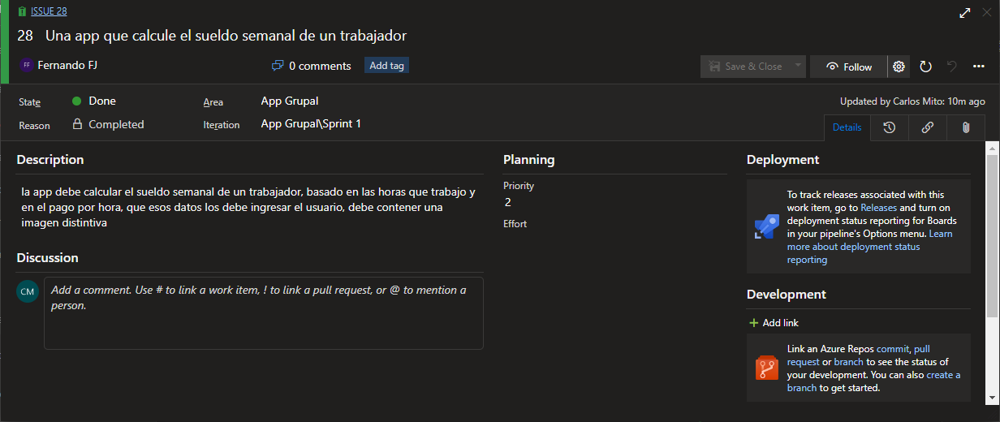 ISSUE 28
28 Una app que calcule el sueldo semanal de un trabajador
FF Fernando FJ
0 comments
Add tag
Save & Close
Follow
State
Done
Area
App Grupal
Updated by Carlos Mito: 10m ago
Reason
Completed
Iteration
App Grupal\Sprint 1
Details
Description
la app debe calcular el sueldo semanal de un trabajador, basado en las horas que trabajo y
en el pago por hora, que esos datos los debe ingresar el usuario, debe contener una
imagen distintiva
Discussion
CM
Add a comment. Use # to link a work item, ! to link a pull request, or @ to mention a
person.
Planning
Priority
2
Effort
Deployment
To track releases associated with this
work item, go to Releases and turn on
deployment status reporting for Boards
in your pipeline's Options menu. Learn
more about deployment status
reporting
Development
Add link
Link an Azure Repos commit, pull
request or branch to see the status of
your development. You can also create a
branch to get started.